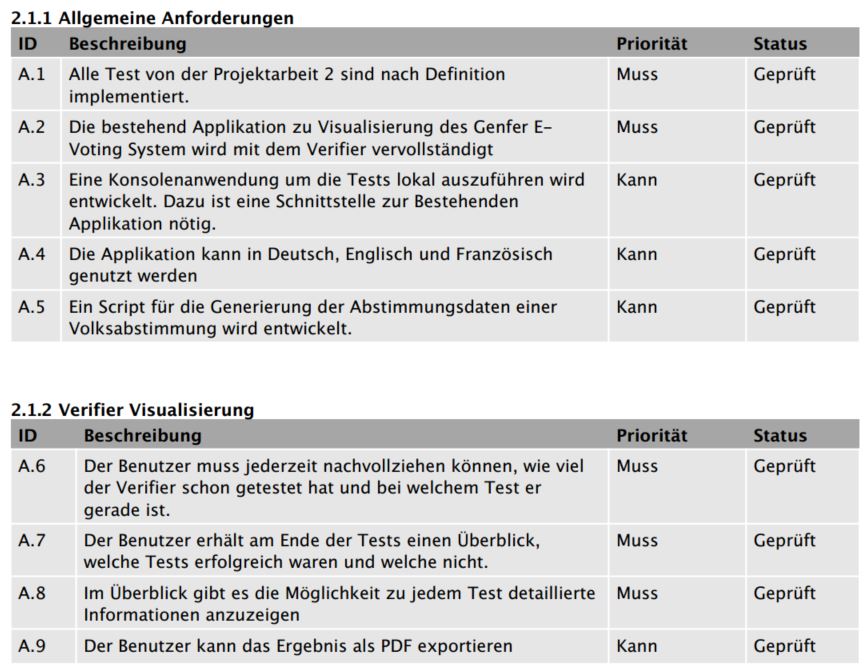 2.1.1 Allgemeine Anforderungen
ID Beschreibung Priorität Status
A.1 Alle Test von der Projektarbeit 2 sind nach Definition Muss Geprüft
implementiert.
A.2 Die bestehend Applikation zu Visualisierung des Genfer E- Muss Geprüft
Voting System wird mit dem Verifier vervollständigt
A.3 Eine Konsolenanwendung um die Tests lokal auszuführen wird Kann Geprüft
entwickelt. Dazu ist eine Schnittstelle zur Bestehenden
Applikation nötig.
A.4 Die Applikation kann in Deutsch, Englisch und Französisch Kann Geprüft
genutzt werden
A.5 Ein Script für die Generierung der Abstimmungsdaten einer Kann Geprüft
Volksabstimmung wird entwickelt.
2.1.2 Verifier Visualisierung
ID Beschreibung Priorität Status
A.6 Der Benutzer muss jederzeit nachvollziehen können, wie viel Muss Geprüft
der Verifier schon getestet hat und bei welchem Test er
gerade ist.
A.7 Der Benutzer erhält am Ende der Tests einen Überblick, Muss Geprüft
welche Tests erfolgreich waren und welche nicht.
A.8 Im Überblick gibt es die Möglichkeit zu jedem Test detaillierte Muss Geprüft
Informationen anzuzeigen
A.9 Der Benutzer kann das Ergebnis als PDF exportieren Kann Geprüft